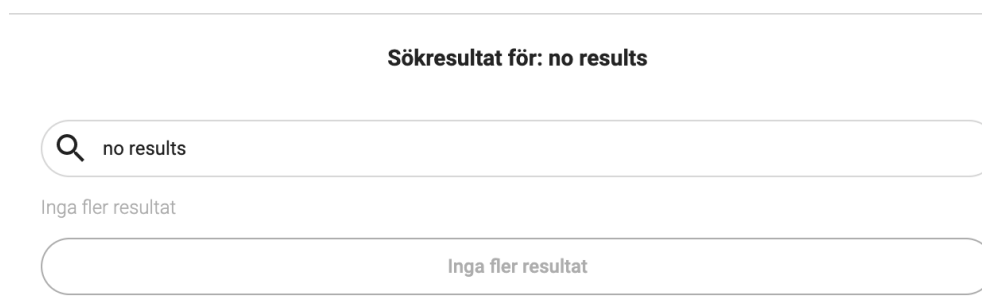 Sökresultat för: no results
no results
Inga fler resultat
Inga fler resultat